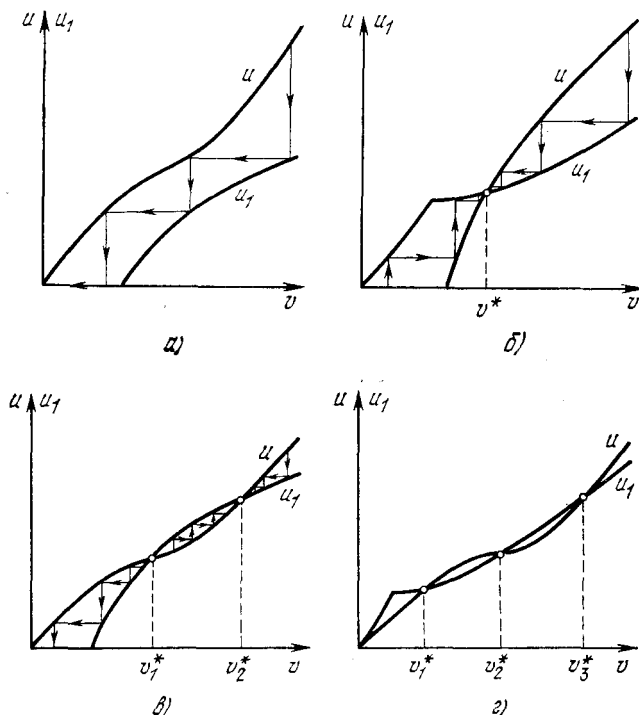 u u₁
u
u₁
v
а)
u u₁
u
u₁
v*
v
б)
u u₁
u
u₁
v₁* v₂* v
в)
u u₁
u
u₁
v₁* v₂* v₃* v
г)